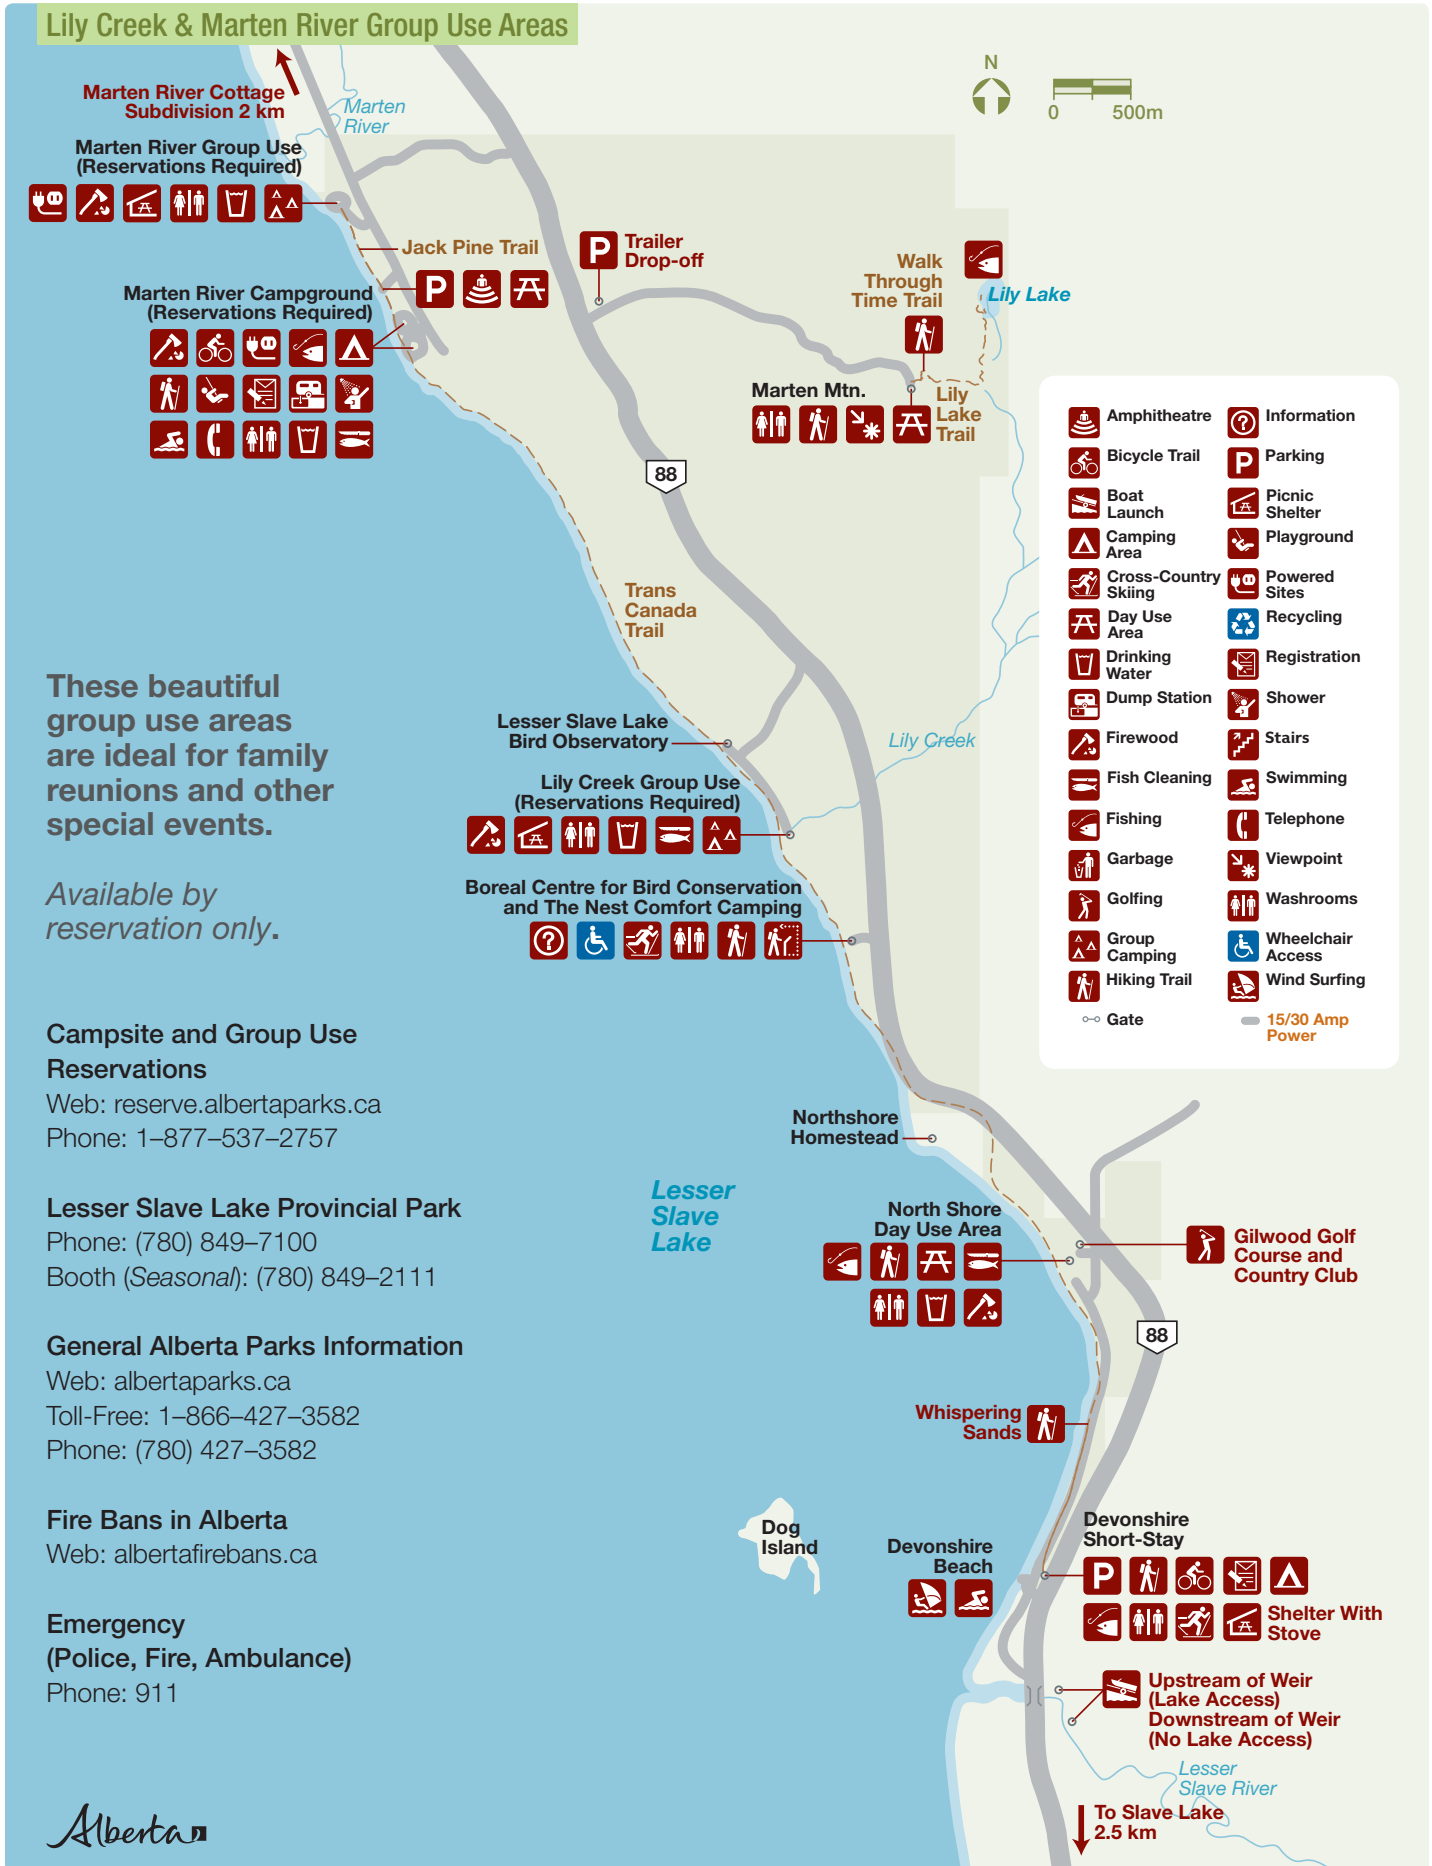 Lily Creek & Marten River Group Use Areas
Marten River Cottage
Subdivision 2 km
Marten
River
N
0
500m
Marten River Group Use
(Reservations Required)
Jack Pine Trail
P
Trailer
Drop-off
Walk
Through
Time Trail
Lily Lake
Marten River Campground
(Reservations Required)
P
Marten Mtn.
Lily
Lake
Trail
88
Amphitheatre
Bicycle Trail
Boat
Launch
Camping
Area
Cross-Country
Skiing
Day Use
Area
Drinking
Water
Dump Station
Firewood
Fish Cleaning
Fishing
Garbage
Golfing
Group
Camping
Hiking Trail
Gate
?
Information
P
Parking
Picnic
Shelter
Playground
Powered
Sites
Recycling
Registration
Shower
Stairs
Swimming
Telephone
Viewpoint
Washrooms
Wheelchair
Access
Wind Surfing
15/30 Amp
Power
Trans
Canada
Trail
These beautiful
group use areas
are ideal for family
reunions and other
special events.
Available by
reservation only.
Lesser Slave Lake
Bird Observatory
Lily Creek
Lily Creek Group Use
(Reservations Required)
Boreal Centre for Bird Conservation
and The Nest Comfort Camping
?
Campsite and Group Use
Reservations
Web: reserve.albertaparks.ca
Phone: 1–877–537–2757
Lesser Slave Lake Provincial Park
Phone: (780) 849–7100
Booth (Seasonal): (780) 849–2111
General Alberta Parks Information
Web: albertaparks.ca
Toll-Free: 1–866–427–3582
Phone: (780) 427–3582
Fire Bans in Alberta
Web: albertafirebans.ca
Emergency
(Police, Fire, Ambulance)
Phone: 911
Northshore
Homestead
Lesser
Slave
Lake
North Shore
Day Use Area
Gilwood Golf
Course and
Country Club
88
Whispering
Sands
Dog
Island
Devonshire
Beach
Devonshire
Short-Stay
P
Shelter With
Stove
Upstream of Weir
(Lake Access)
Downstream of Weir
(No Lake Access)
Lesser
Slave River
To Slave Lake
2.5 km
Alberta